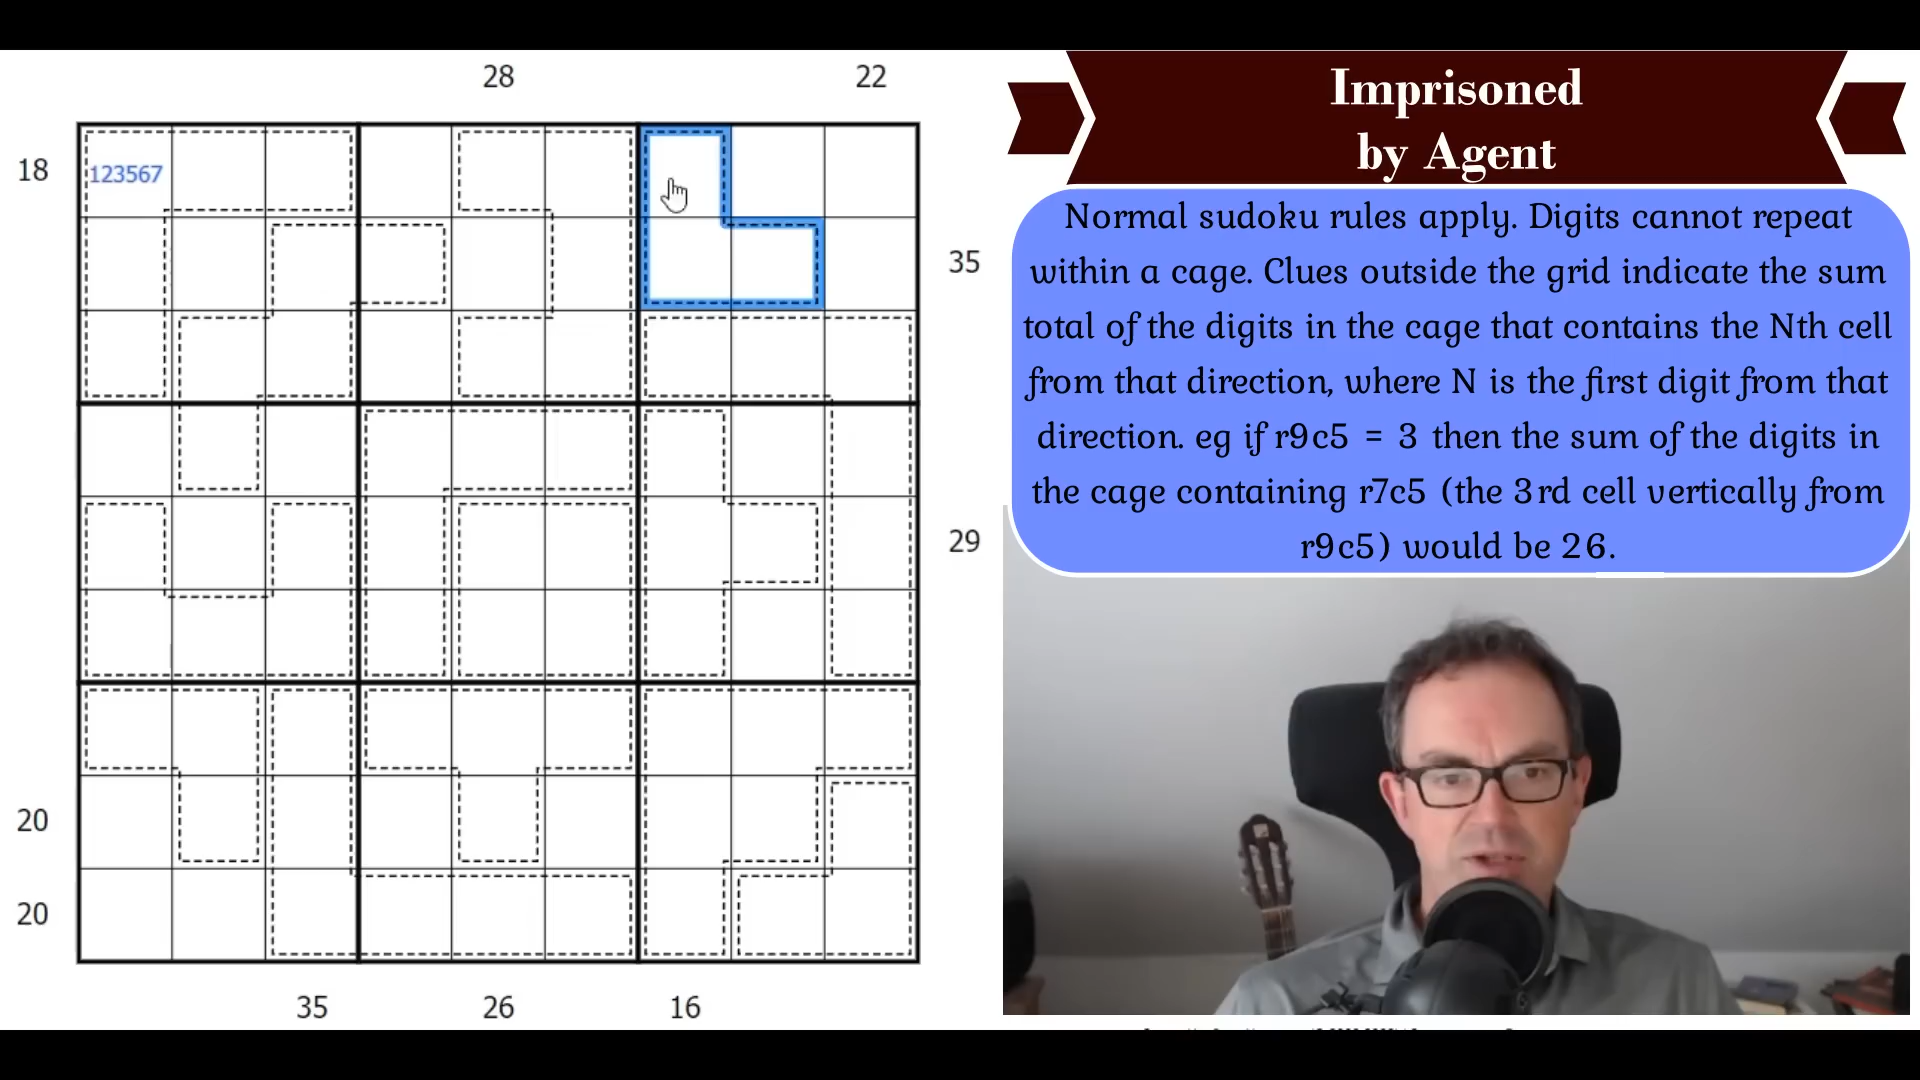 28 22
Imprisoned
by Agent
18 123567
Normal sudoku rules apply. Digits cannot repeat
35
within a cage. Clues outside the grid indicate the sum
total of the digits in the cage that contains the Nth cell
from that direction, where N is the first digit from that
direction. eg if r9c5 = 3 then the sum of the digits in
the cage containing r7c5 (the 3rd cell vertically from
29
r9c5) would be 26.
20
20
35 26 16